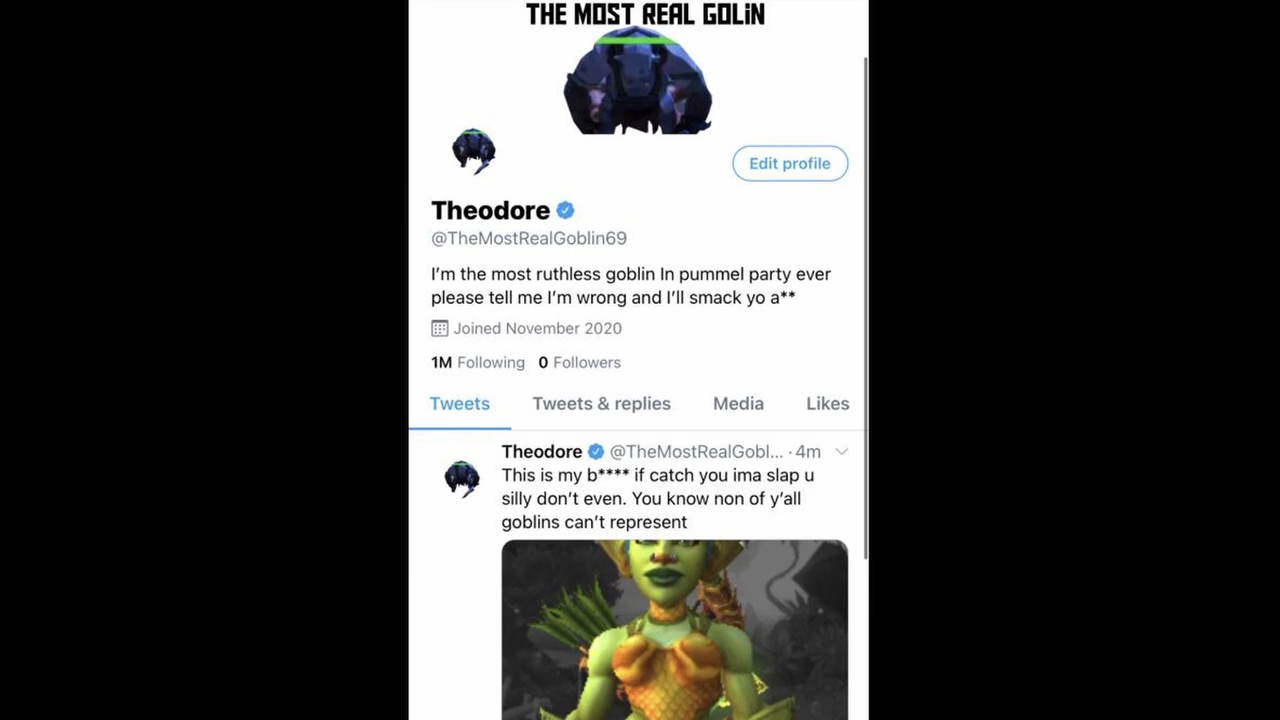 THE MOST REAL GOLIN
Edit profile
Theodore
@TheMostRealGoblin69
I'm the most ruthless goblin In pummel party ever
please tell me I'm wrong and I'll smack yo a**
Joined November 2020
1M Following 0 Followers
Tweets Tweets & replies Media Likes
Theodore @TheMostRealGobl... · 4m
This is my b**** if catch you ima slap u
silly don't even. You know non of y'all
goblins can't represent